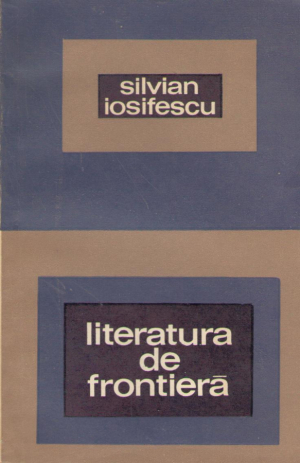 silvian
iosifescu
literatura
de
frontieră